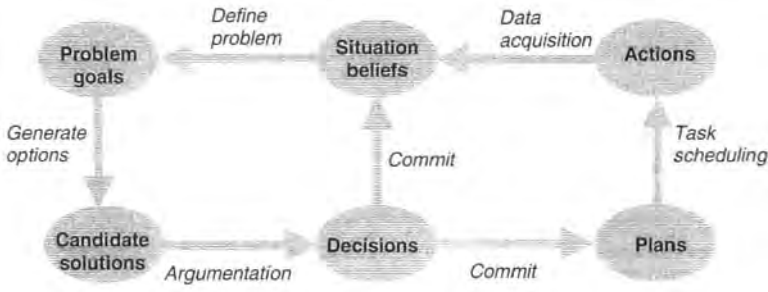 Define
problem
Data
acquisition
Problem
goals
Situation
beliefs
Actions
Generate
options
Commit
Task
scheduling
Candidate
solutions
Argumentation
Decisions
Commit
Plans